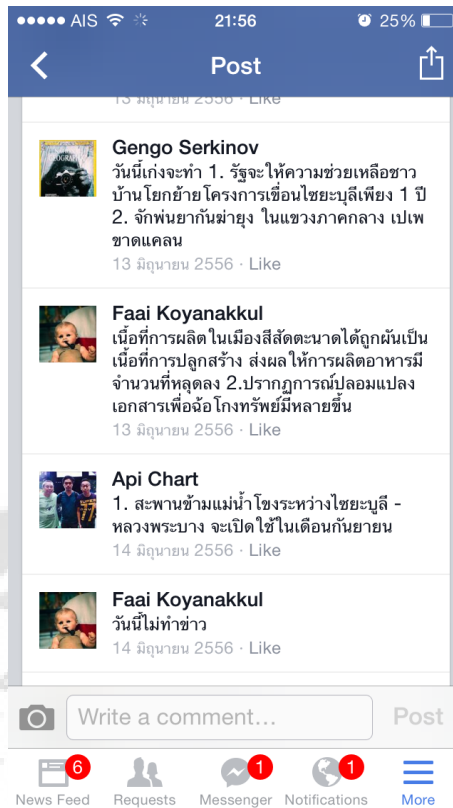 AIS 21:56 25%
Post
13 มิถุนายน 2556 · Like
Gengo Serkinov
วันนี้เก่งจะทำ 1. รัฐจะให้ความช่วยเหลือชาว
บ้านโยกย้ายโครงการเขื่อนไซยะบุลีเพียง 1 ปี
2. จักพ่นยากันฆ่ายุง ในแขวงภาคกลาง เปเพ
ขาดแคลน
13 มิถุนายน 2556 · Like
Faai Koyanakkul
เนื้อที่การผลิตในเมืองสีสัดตะนาดได้ถูกผันเป็น
เนื้อที่การปลูกสร้าง ส่งผลให้การผลิตอาหารมี
จำนวนที่หลุดลง 2.ปรากฏการณ์ปลอมแปลง
เอกสารเพื่อฉ้อโกงทรัพย์มีหลายขึ้น
13 มิถุนายน 2556 · Like
Api Chart
1. สะพานข้ามแม่น้ำโขงระหว่างไซยะบูลี -
หลวงพระบาง จะเปิดใช้ในเดือนกันยายน
14 มิถุนายน 2556 · Like
Faai Koyanakkul
วันนี้ไม่ทำข่าว
14 มิถุนายน 2556 · Like
Write a comment... Post
6 1 1
News Feed Requests Messenger Notifications More